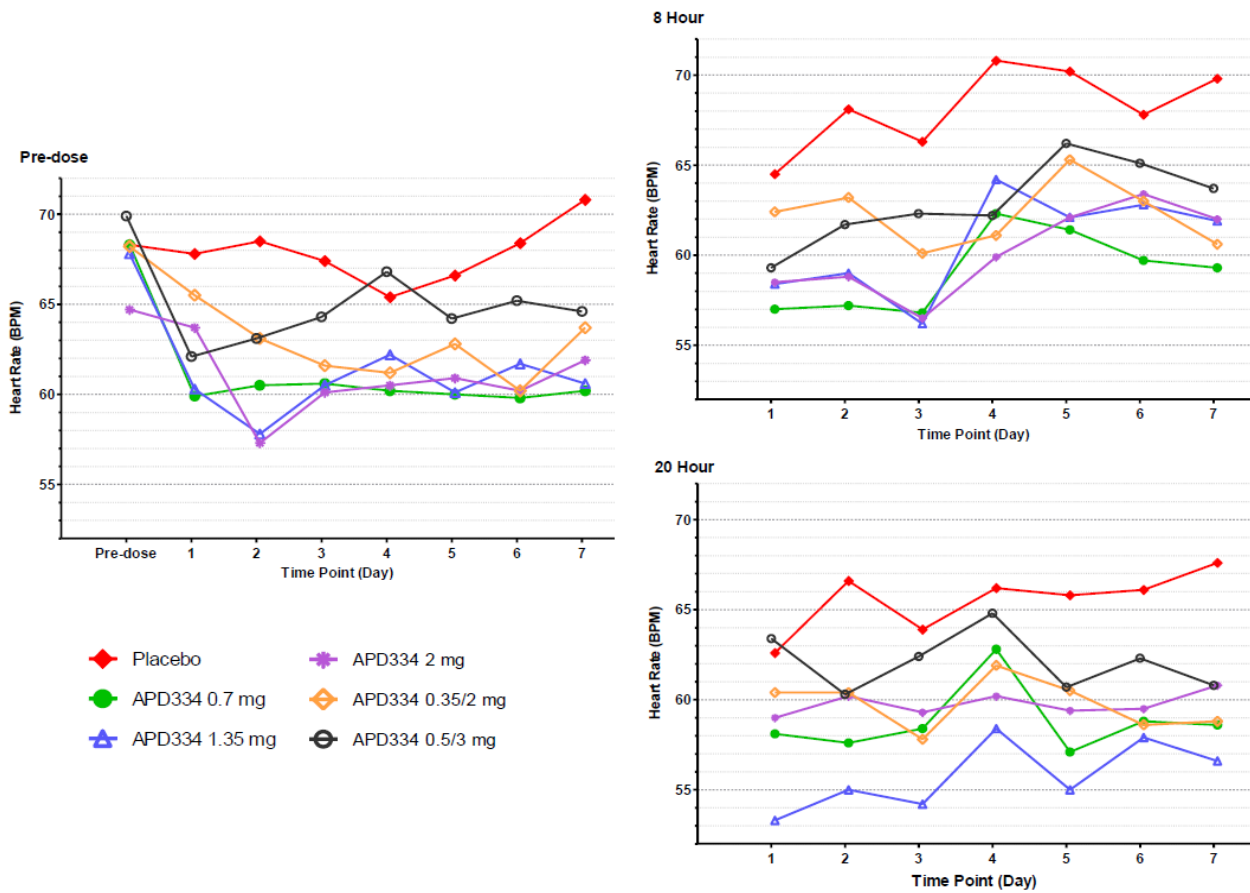 Pre-dose
Heart Rate (BPM)
70
65
60
55
Pre-dose 1 2 3 4 5 6 7
Time Point (Day)
Placebo
APD334 0.7 mg
APD334 1.35 mg
APD334 2 mg
APD334 0.35/2 mg
APD334 0.5/3 mg
8 Hour
Heart Rate (BPM)
70
65
60
55
1 2 3 4 5 6 7
Time Point (Day)
20 Hour
Heart Rate (BPM)
70
65
60
55
1 2 3 4 5 6 7
Time Point (Day)